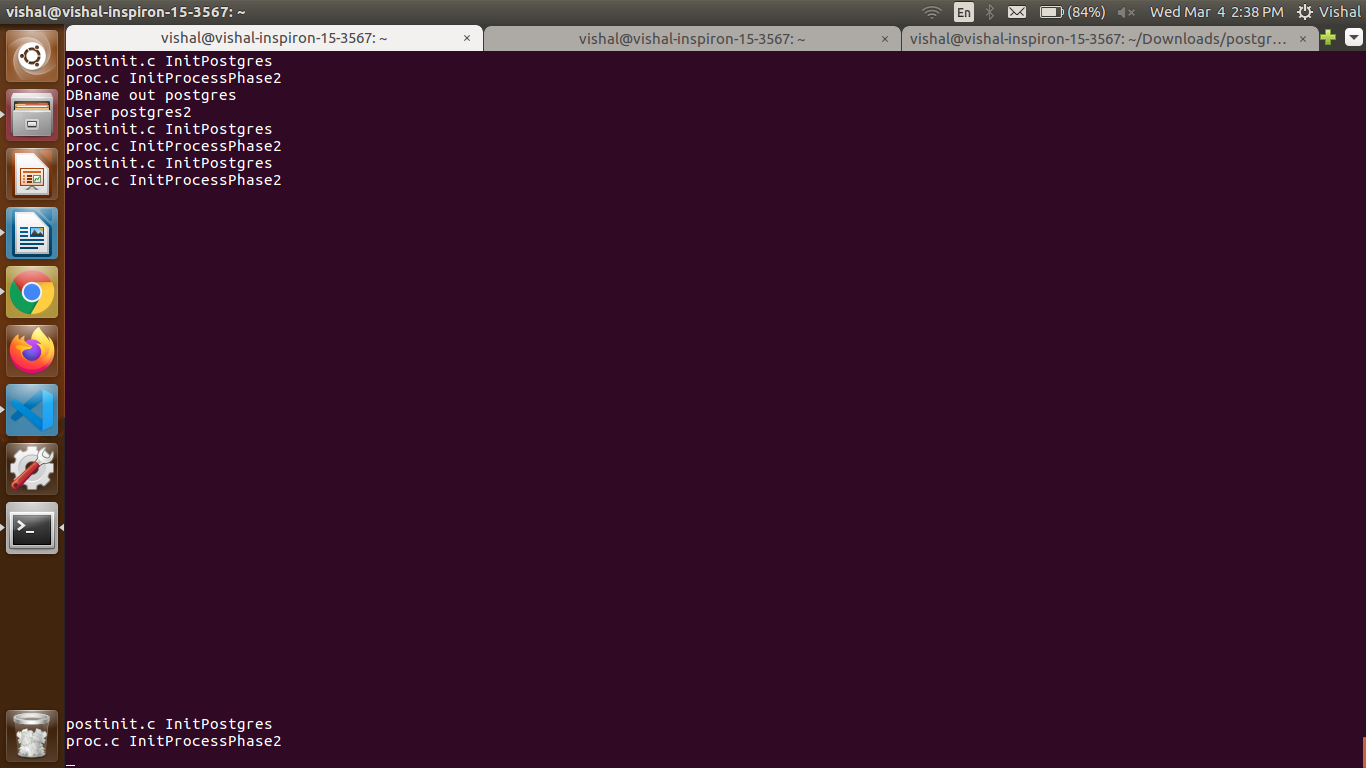 vishal@vishal-inspiron-15-3567: ~
En
(84%)
Wed Mar 4 2:38 PM
Vishal
vishal@vishal-inspiron-15-3567: ~ ×
vishal@vishal-inspiron-15-3567: ~ ×
vishal@vishal-inspiron-15-3567: ~/Downloads/postgr... ×
postinit.c InitPostgres
proc.c InitProcessPhase2
DBname out postgres
User postgres2
postinit.c InitPostgres
proc.c InitProcessPhase2
postinit.c InitPostgres
proc.c InitProcessPhase2
postinit.c InitPostgres
proc.c InitProcessPhase2